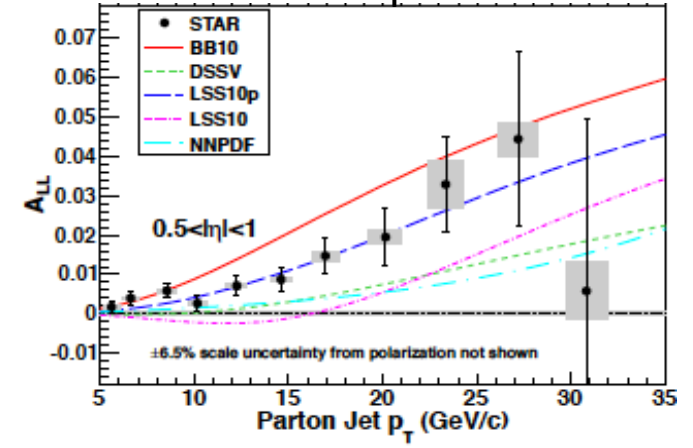 0.07
0.06
0.05
0.04
0.03
0.02
0.01
0
-0.01
A_LL
STAR
BB10
DSSV
LSS10p
LSS10
NNPDF
0.5<|η|<1
±6.5% scale uncertainty from polarization not shown
5 10 15 20 25 30 35
Parton Jet p_T (GeV/c)